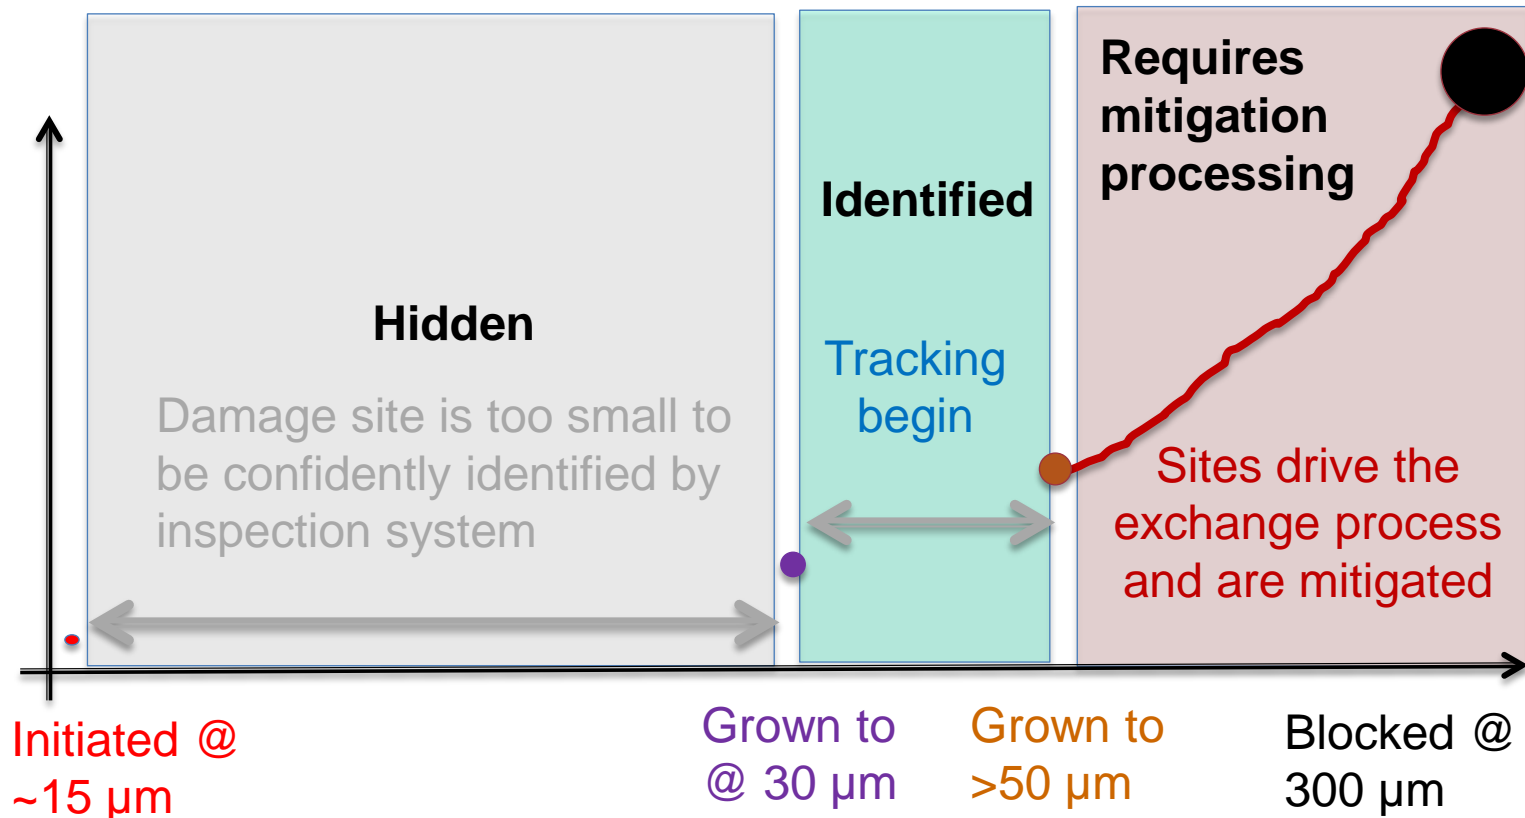 Hidden
Damage site is too small to
be confidently identified by
inspection system
Identified
Tracking
begin
Requires
mitigation
processing
Sites drive the
exchange process
and are mitigated
Initiated @
~15 µm
Grown to
@ 30 µm
Grown to
>50 µm
Blocked @
300 µm